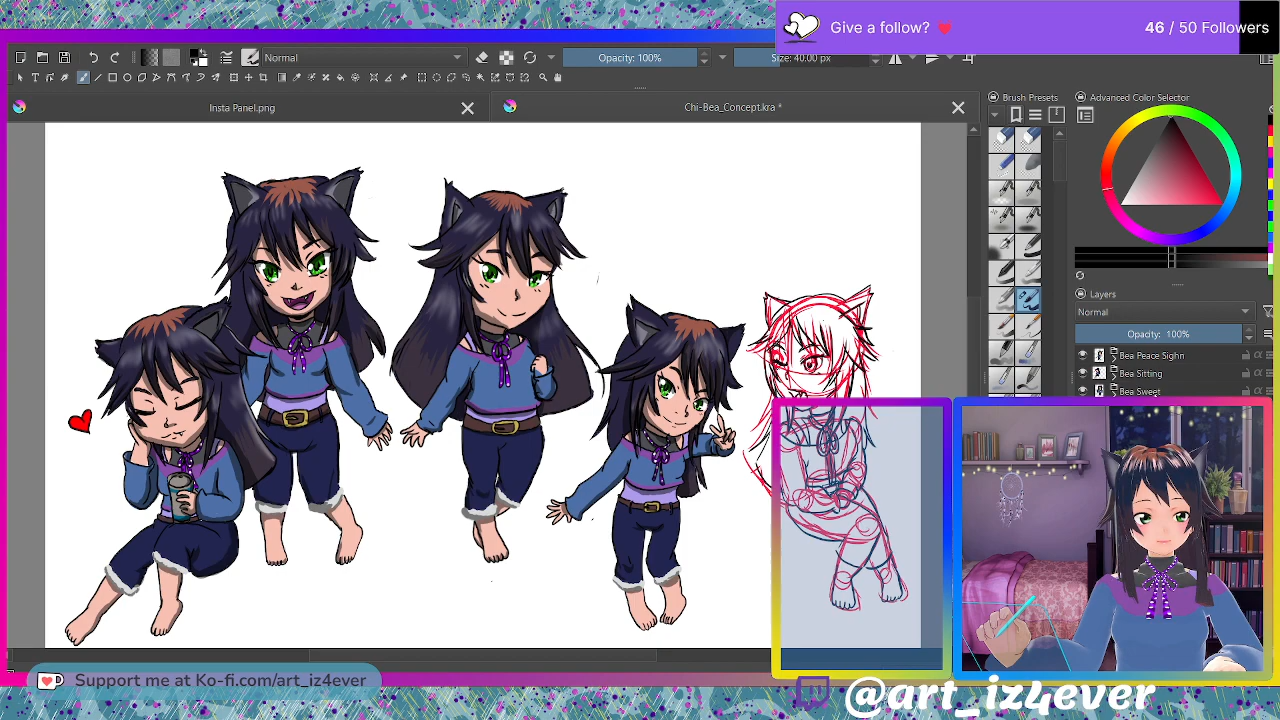 Give a follow?
46 / 50 Followers
Normal
Opacity: 100%
Size: 40.00 px
Insta Panel.png
Chi-Bea_Concept.kra *
Brush Presets
Advanced Color Selector
Layers
Normal
Opacity: 100%
Bea Peace Sighn
Bea Sitting
Bea Sweet
Support me at Ko-fi.com/art_iz4ever
@art_iz4ever